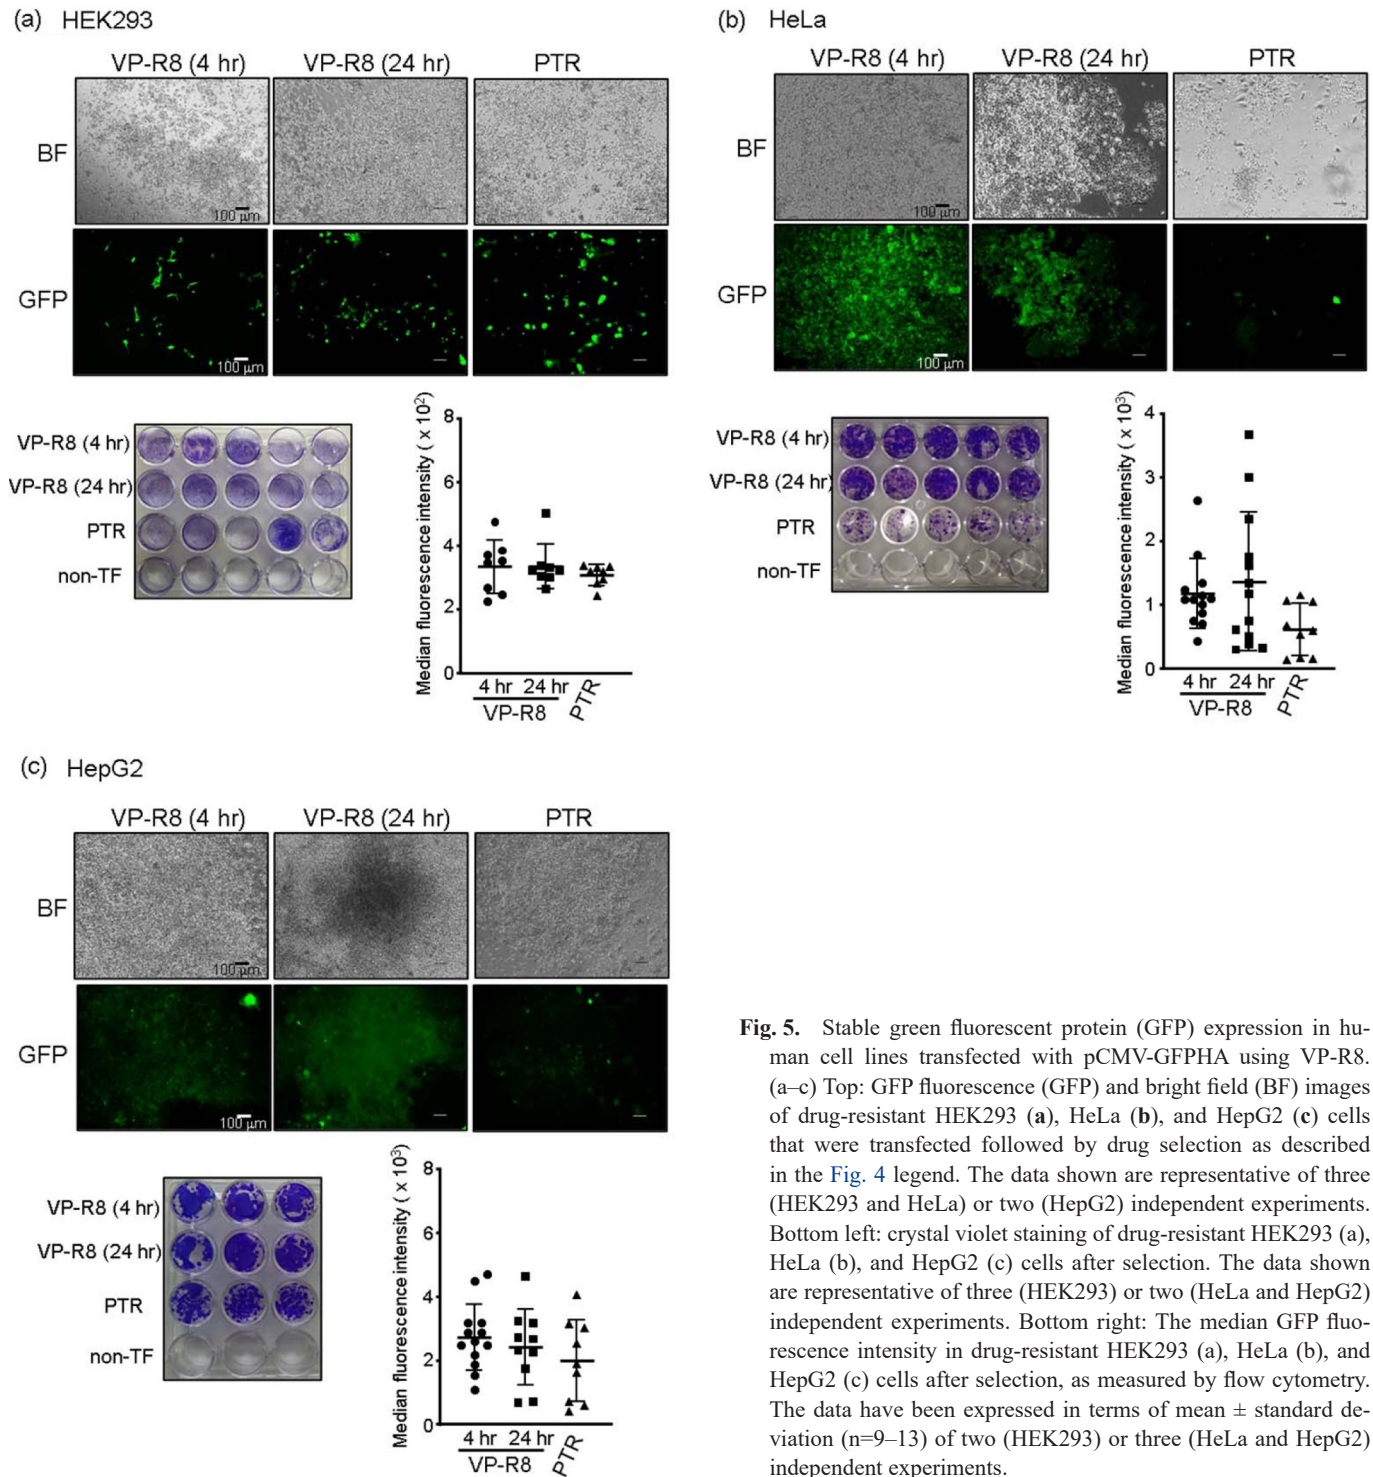 (a) HEK293
VP-R8 (4 hr) VP-R8 (24 hr) PTR
BF
100 μm
GFP
100 μm
VP-R8 (4 hr)
VP-R8 (24 hr)
PTR
non-TF
Median fluorescence intensity ( x 10²)
8
6
4
2
0
4 hr 24 hr PTR
VP-R8
(b) HeLa
VP-R8 (4 hr) VP-R8 (24 hr) PTR
BF
100 μm
GFP
100 μm
VP-R8 (4 hr)
VP-R8 (24 hr)
PTR
non-TF
Median fluorescence intensity ( x 10³)
4
3
2
1
0
4 hr 24 hr PTR
VP-R8
(c) HepG2
VP-R8 (4 hr) VP-R8 (24 hr) PTR
BF
100 μm
GFP
100 μm
VP-R8 (4 hr)
VP-R8 (24 hr)
PTR
non-TF
Median fluorescence intensity ( x 10³)
8
4
2
0
4 hr 24 hr PTR
VP-R8
Fig. 5. Stable green fluorescent protein (GFP) expression in hu-
man cell lines transfected with pCMV-GFPHA using VP-R8.
(a–c) Top: GFP fluorescence (GFP) and bright field (BF) images
of drug-resistant HEK293 (a), HeLa (b), and HepG2 (c) cells
that were transfected followed by drug selection as described
in the Fig. 4 legend. The data shown are representative of three
(HEK293 and HeLa) or two (HepG2) independent experiments.
Bottom left: crystal violet staining of drug-resistant HEK293 (a),
HeLa (b), and HepG2 (c) cells after selection. The data shown
are representative of three (HEK293) or two (HeLa and HepG2)
independent experiments. Bottom right: The median GFP fluo-
rescence intensity in drug-resistant HEK293 (a), HeLa (b), and
HepG2 (c) cells after selection, as measured by flow cytometry.
The data have been expressed in terms of mean ± standard de-
viation (n=9–13) of two (HEK293) or three (HeLa and HepG2)
independent experiments.